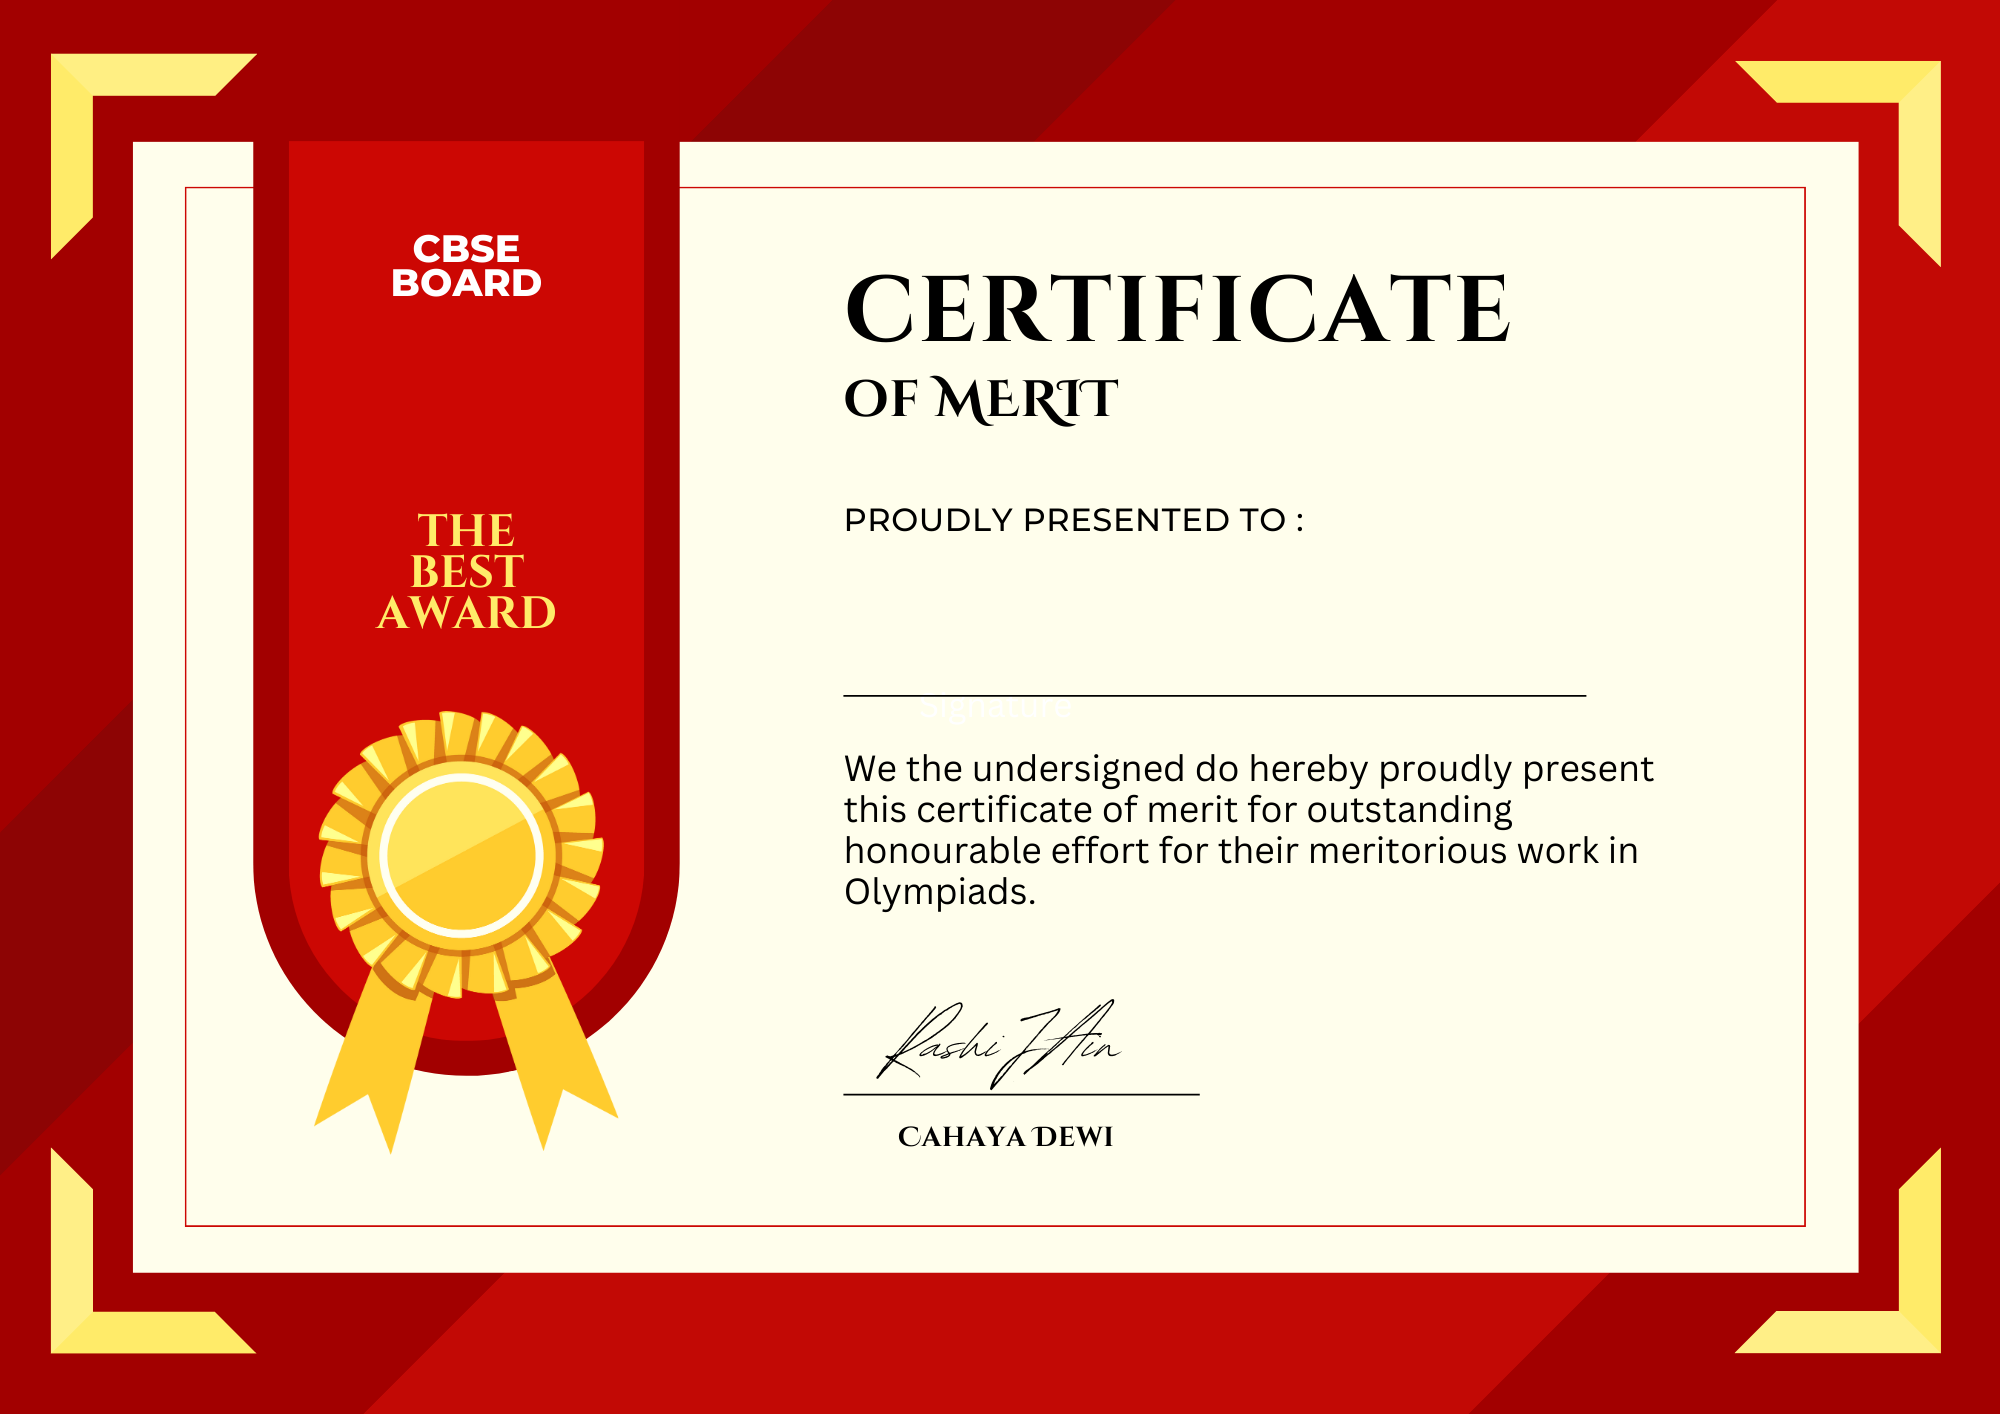 CBSE
BOARD
THE
BEST
AWARD
CERTIFICATE
OF MERIT
PROUDLY PRESENTED TO :
Signature
We the undersigned do hereby proudly present
this certificate of merit for outstanding
honourable effort for their meritorious work in
Olympiads.
Rashi JAin
CAHAYA DEWI